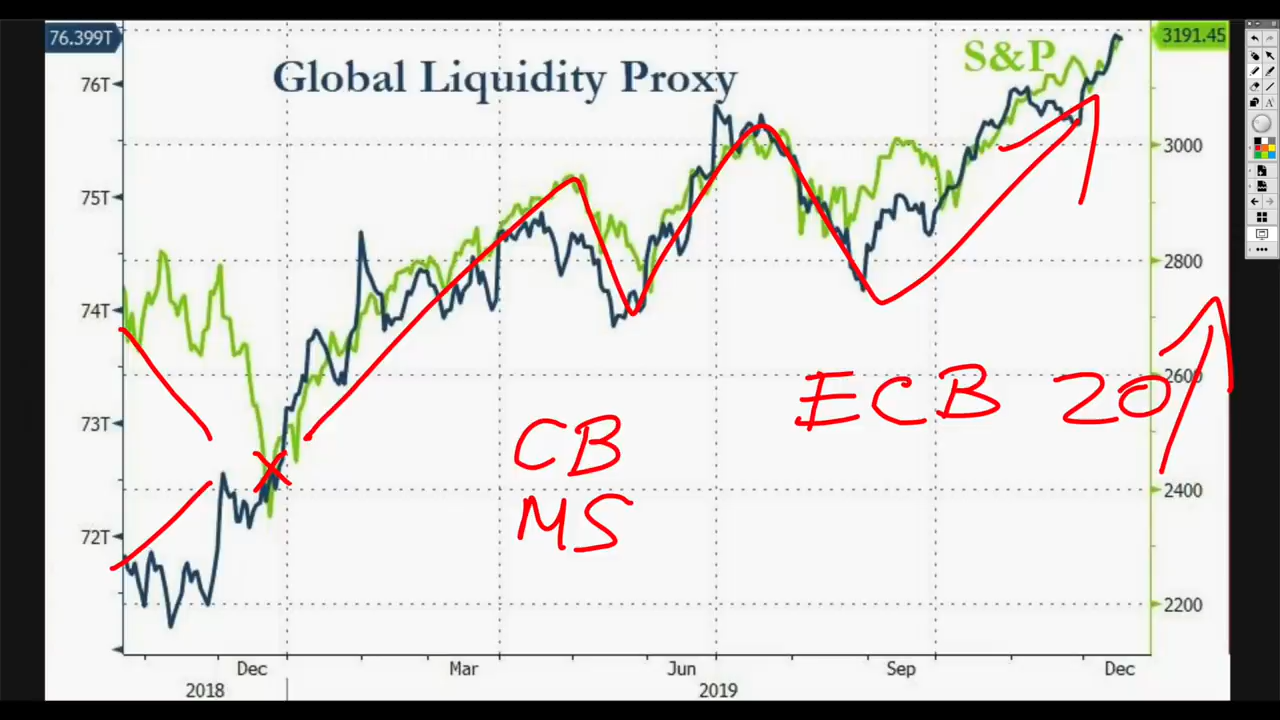 76.399T
3191.45
Global Liquidity Proxy
S&P
76T
75T
74T
73T
72T
3000
2800
2600
2400
2200
ECB 20
CB
MS
Dec
Mar
Jun
Sep
Dec
2018
2019
A